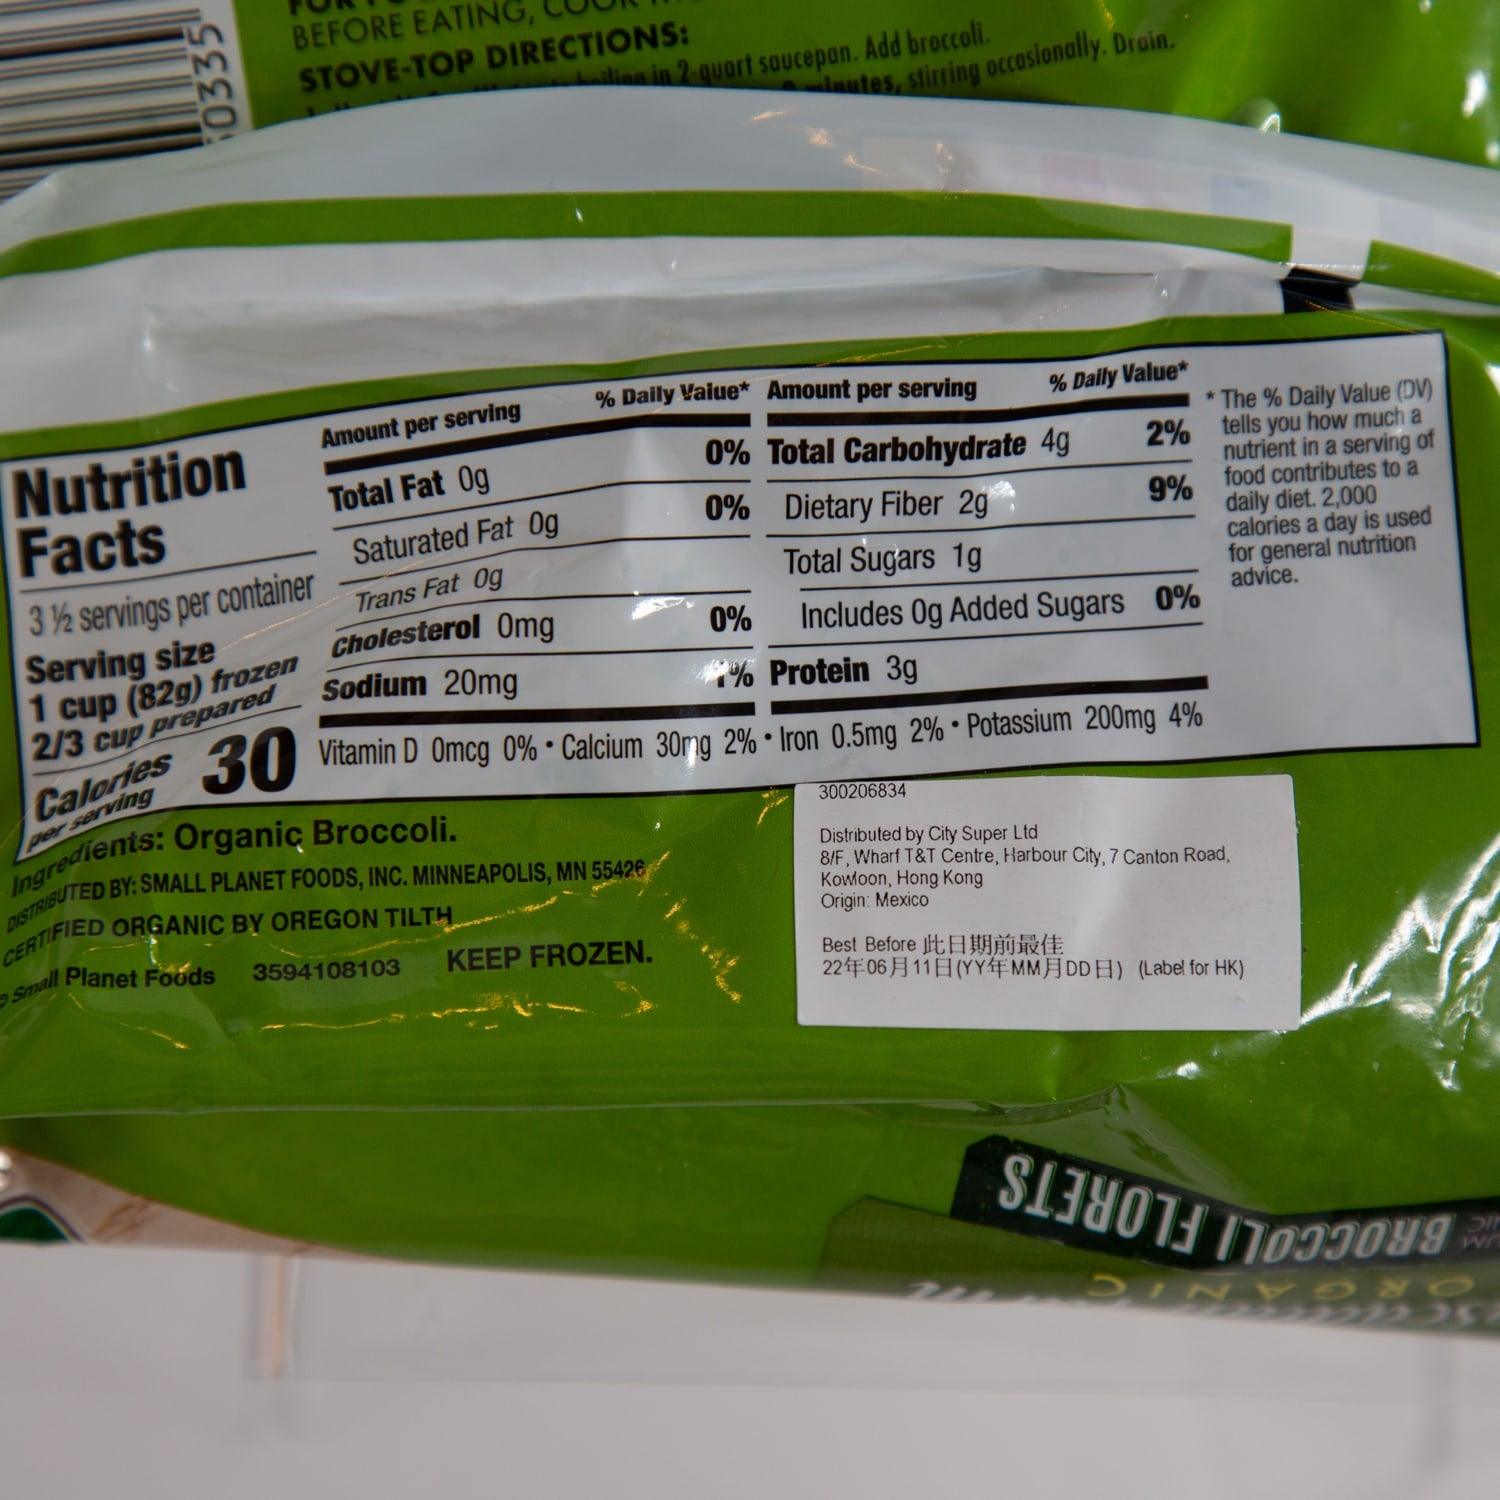 50335
BEFORE EATING,
STOVE-TOP DIRECTIONS:
boiling in 2-quart saucepan. Add broccoli.
minutes, stirring occasionally. Drain.
Nutrition
Facts
3 ½ servings per container
Serving size
1 cup (82g) frozen
2/3 cup prepared
Calories 30
per serving
Amount per serving % Daily Value*
Total Fat 0g 0%
Saturated Fat 0g 0%
Trans Fat 0g
Cholesterol 0mg 0%
Sodium 20mg 1%
Amount per serving % Daily Value*
Total Carbohydrate 4g 2%
Dietary Fiber 2g 9%
Total Sugars 1g
Includes 0g Added Sugars 0%
Protein 3g
Vitamin D 0mcg 0% • Calcium 30mg 2% • Iron 0.5mg 2% • Potassium 200mg 4%
* The % Daily Value (DV)
tells you how much a
nutrient in a serving of
food contributes to a
daily diet. 2,000
calories a day is used
for general nutrition
advice.
Ingredients: Organic Broccoli.
DISTRIBUTED BY: SMALL PLANET FOODS, INC. MINNEAPOLIS, MN 55426
CERTIFIED ORGANIC BY OREGON TILTH
Small Planet Foods 3594108103 KEEP FROZEN.
300206834
Distributed by City Super Ltd
8/F, Wharf T&T Centre, Harbour City, 7 Canton Road,
Kowloon, Hong Kong
Origin: Mexico
Best Before 此日期前最佳
22年06月11日(YY年MM月DD日) (Label for HK)
BROCCOLI FLORETS
ORGANIC